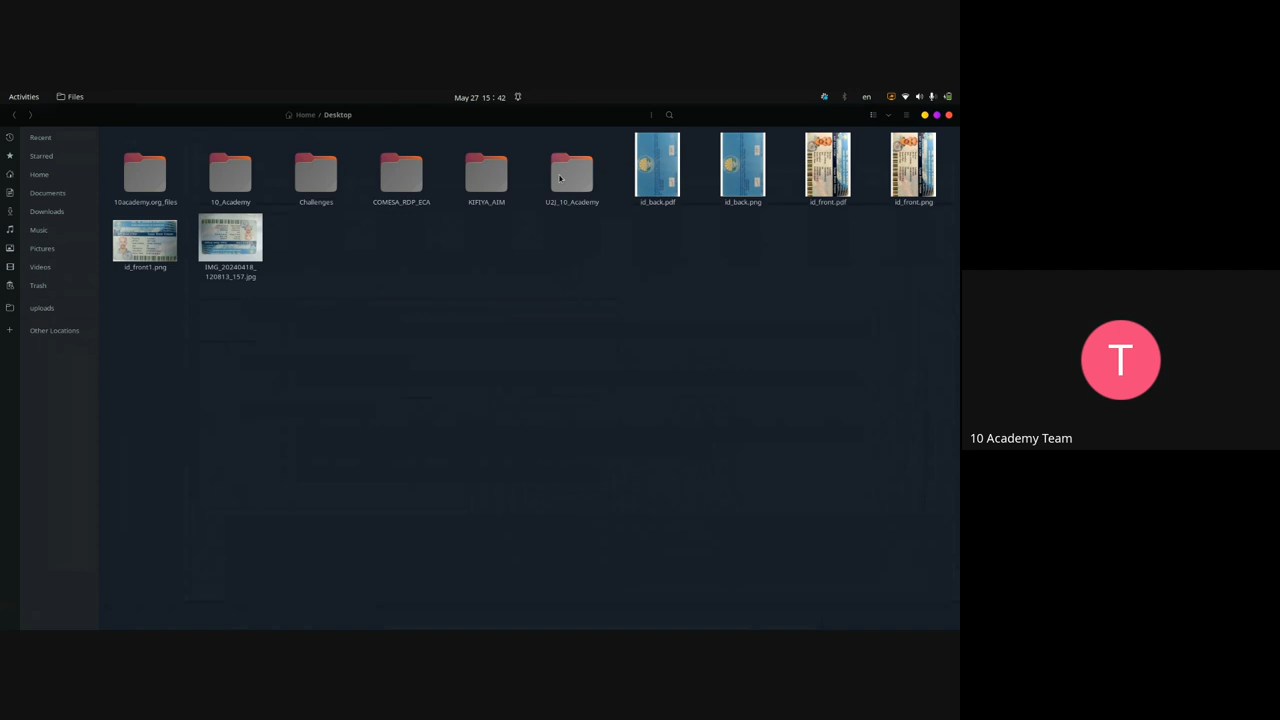 Activities
Files
May 27 15:42
en
Home / Desktop
Recent
Starred
Home
Documents
Downloads
Music
Pictures
Videos
Trash
uploads
Other Locations
10academy.org_files
10_Academy
Challenges
COMESA_RDP_ECA
KIFIYA_AIM
U2J_10_Academy
id_back.pdf
id_back.png
id_front.pdf
id_front.png
id_front1.png
IMG_20240418_
120813_157.jpg
T
10 Academy Team